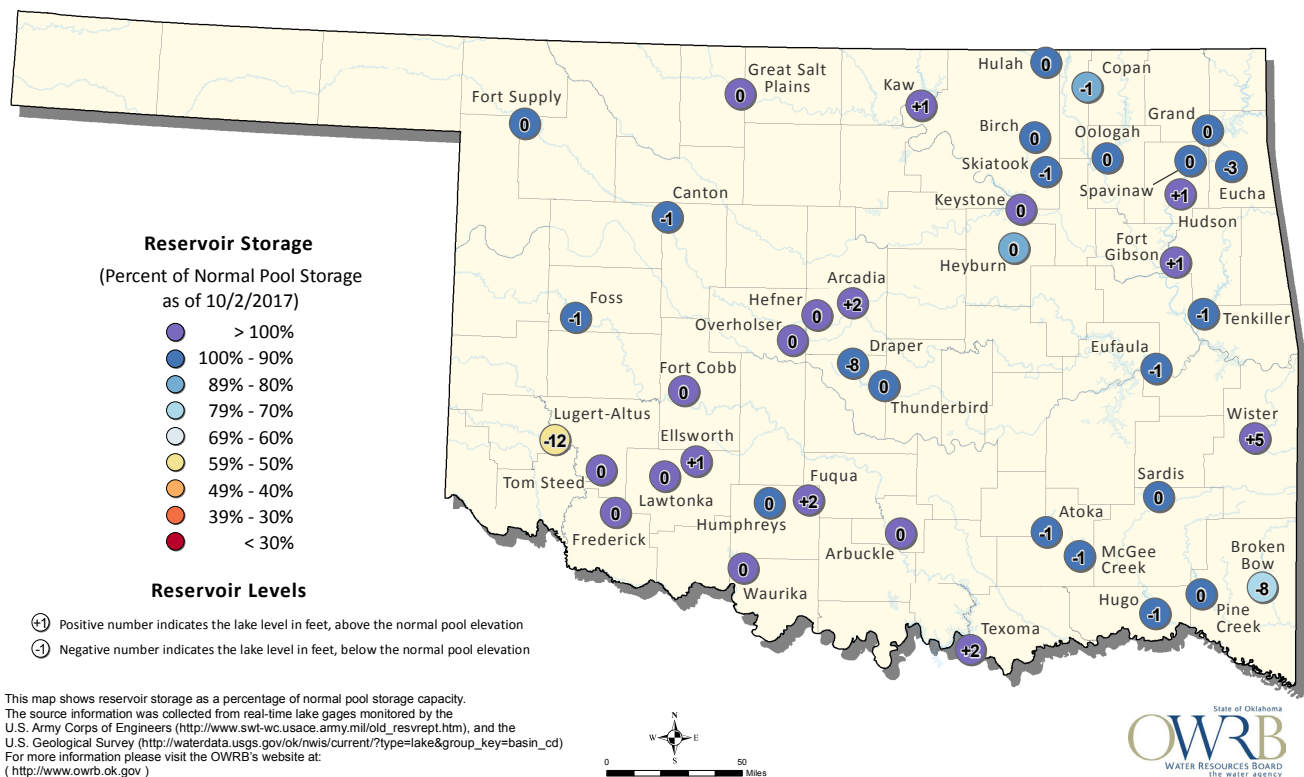 Hulah
0
Copan
-1
Great Salt
Plains
0
Kaw
+1
Fort Supply
0
Grand
0
Birch
0
Oologah
0
Skiatook
-1
Spavinaw
0
-3
Eucha
Canton
-1
Keystone
0
+1
Hudson
Heyburn
0
Fort
Gibson
+1
Reservoir Storage
(Percent of Normal Pool Storage
as of 10/2/2017)
> 100%
100% - 90%
89% - 80%
79% - 70%
69% - 60%
59% - 50%
49% - 40%
39% - 30%
< 30%
Foss
-1
Arcadia
+2
Hefner
0
Overholser
0
-1
Tenkiller
Draper
-8
0
Thunderbird
Eufaula
-1
Fort Cobb
0
Lugert-Altus
-12
Wister
+5
Ellsworth
+1
Tom Steed
0
0
Lawtonka
Fuqua
+2
0
Humphreys
Sardis
0
0
Frederick
Arbuckle
0
Atoka
-1
-1
McGee
Creek
Broken
Bow
-8
0
Waurika
Hugo
-1
0
Pine
Creek
Texoma
+2
Reservoir Levels
+1 Positive number indicates the lake level in feet, above the normal pool elevation
-1 Negative number indicates the lake level in feet, below the normal pool elevation
This map shows reservoir storage as a percentage of normal pool storage capacity.
The source information was collected from real-time lake gages monitored by the
U.S. Army Corps of Engineers (http://www.swt-wc.usace.army.mil/old_resvrept.htm), and the
U.S. Geological Survey (http://waterdata.usgs.gov/ok/nwis/current/?type=lake&group_key=basin_cd)
For more information please visit the OWRB's website at:
( http://www.owrb.ok.gov )
N
W E
S
0 50
Miles
State of Oklahoma
OWRB
WATER RESOURCES BOARD
the water agency